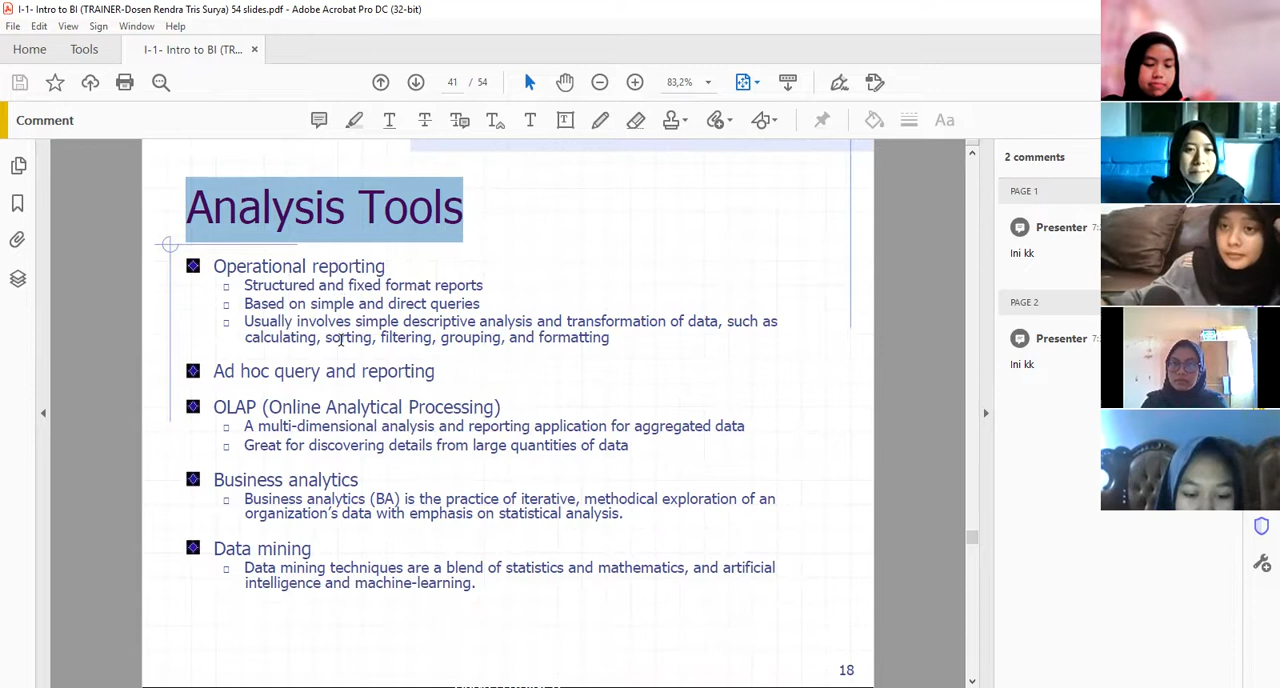 I-1- Intro to BI (TRAINER-Dosen Rendra Tris Surya) 54 slides.pdf - Adobe Acrobat Pro DC (32-bit)
File Edit View Sign Window Help
Home Tools I-1- Intro to BI (TR... ×
41 / 54 83,2%
Comment
T T T T T Aa
Analysis Tools
Operational reporting
Structured and fixed format reports
Based on simple and direct queries
Usually involves simple descriptive analysis and transformation of data, such as
calculating, sorting, filtering, grouping, and formatting
Ad hoc query and reporting
OLAP (Online Analytical Processing)
A multi-dimensional analysis and reporting application for aggregated data
Great for discovering details from large quantities of data
Business analytics
Business analytics (BA) is the practice of iterative, methodical exploration of an
organization's data with emphasis on statistical analysis.
Data mining
Data mining techniques are a blend of statistics and mathematics, and artificial
intelligence and machine-learning.
18
2 comments
PAGE 1
Presenter 7:
Ini kk
PAGE 2
Presenter 7:
Ini kk